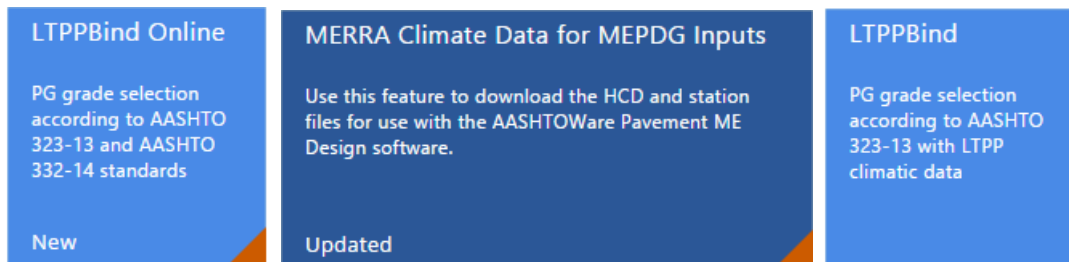 LTPPBind Online
PG grade selection
according to AASHTO
323-13 and AASHTO
332-14 standards
New
MERRA Climate Data for MEPDG Inputs
Use this feature to download the HCD and station
files for use with the AASHTOWare Pavement ME
Design software.
Updated
LTPPBind
PG grade selection
according to AASHTO
323-13 with LTPP
climatic data